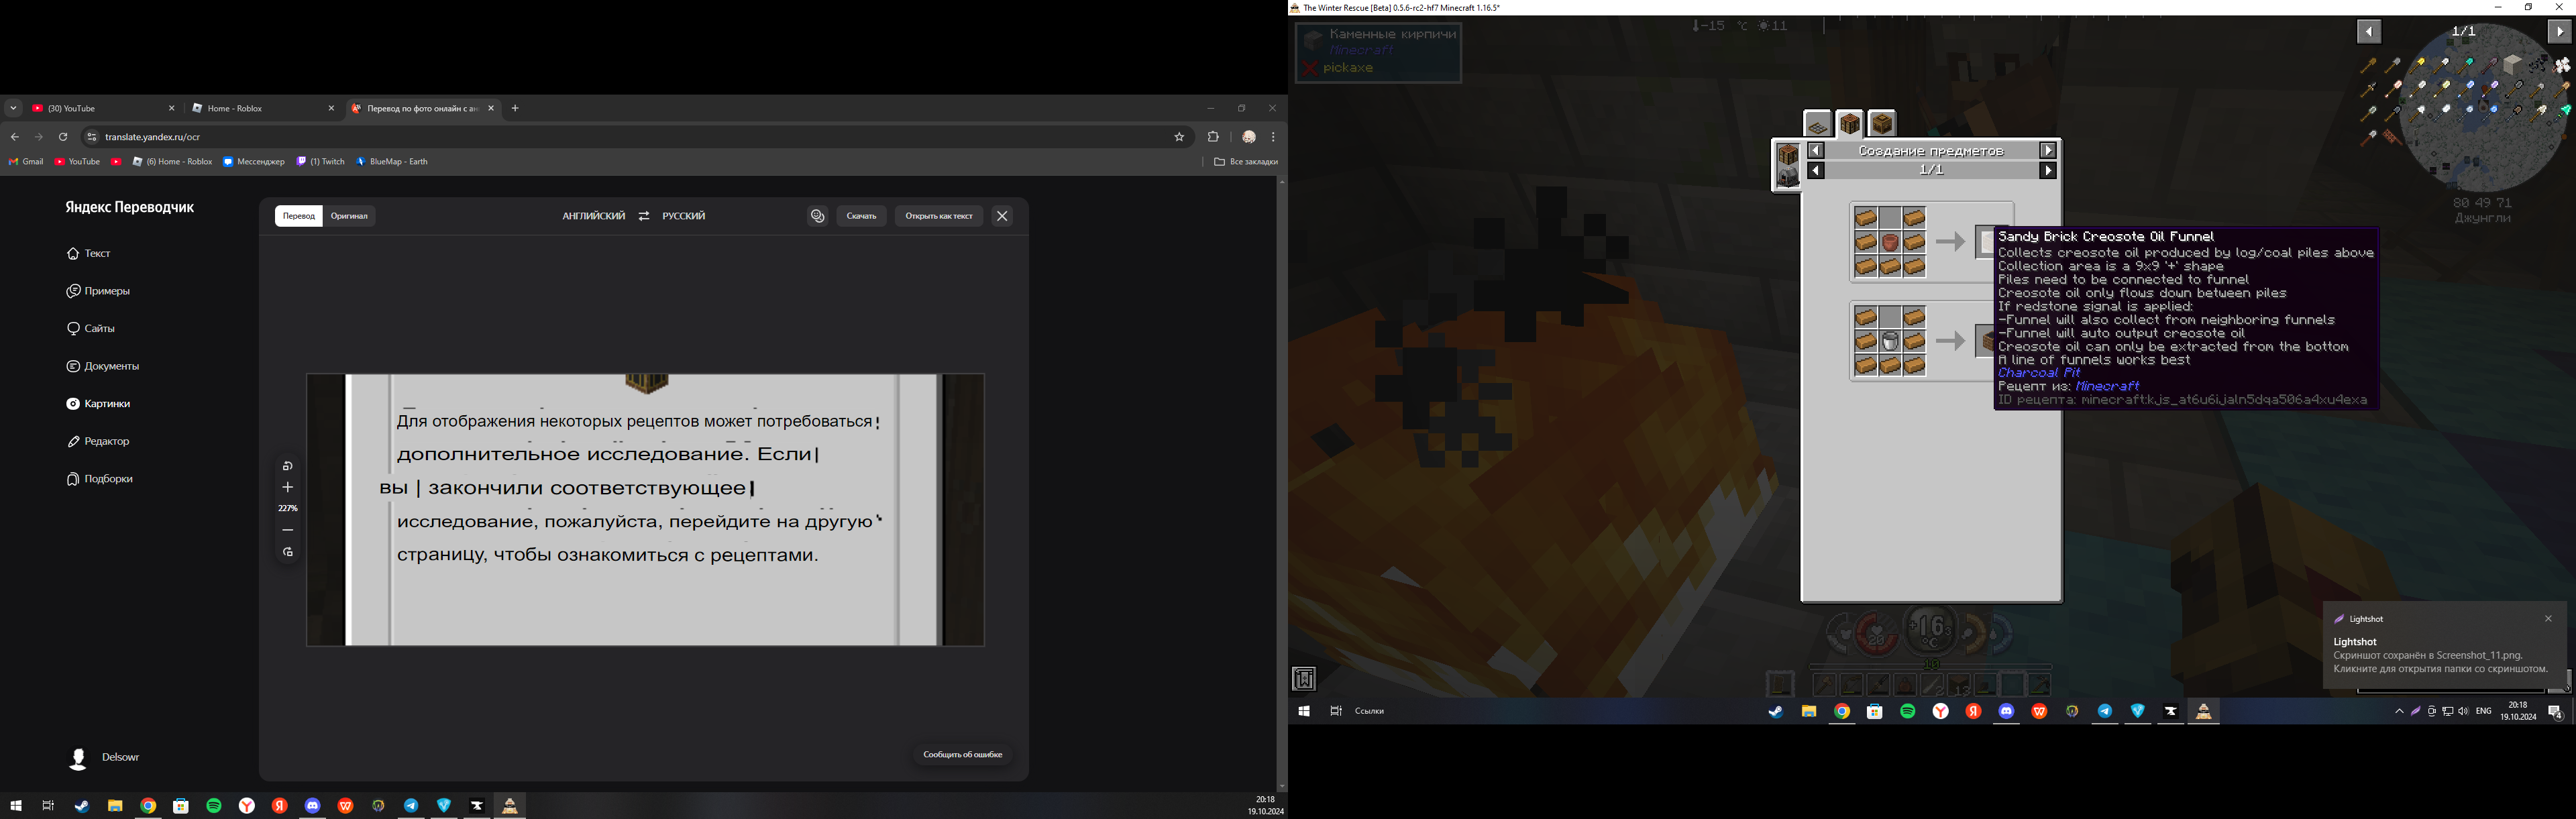 (30) YouTube
Home - Roblox
Перевод по фото онлайн с ан
translate.yandex.ru/ocr
Gmail
YouTube
(6) Home - Roblox
Мессенджер
(1) Twitch
BlueMap - Earth
Все закладки
Яндекс Переводчик
Текст
Примеры
Сайты
Документы
Картинки
Редактор
Подборки
Delsowr
Перевод
Оригинал
АНГЛИЙСКИЙ
РУССКИЙ
Скачать
Открыть как текст
227%
Для отображения некоторых рецептов может потребоваться
дополнительное исследование. Если
вы | закончили соответствующее
исследование, пожалуйста, перейдите на другую
страницу, чтобы ознакомиться с рецептами.
Сообщить об ошибке
20:18
19.10.2024
The Winter Rescue [Beta] 0.5.6-rc2-hf7 Minecraft 1.16.5*
Каменные кирпичи
Minecraft
pickaxe
-15 °C
11
1/1
80 49 71
Джунгли
Создание предметов
1/1
Sandy Brick Creosote Oil Funnel
Collects creosote oil produced by log/coal piles above
Collection area is a 9x9 '+' shape
Piles need to be connected to funnel
Creosote oil only flows down between piles
If redstone signal is applied:
-Funnel will also collect from neighboring funnels
-Funnel will auto output creosote oil
Creosote oil can only be extracted from the bottom
A line of funnels works best
Charcoal Pit
Рецепт из: Minecraft
ID рецепта: minecraft:kjs_at6u6ijaln5dqa506a4xu4exa
20
+16
°C
10
2
13
Lightshot
Lightshot
Скриншот сохранён в Screenshot_11.png.
Кликните для открытия папки со скриншотом.
Ссылки
ENG
20:18
19.10.2024
4